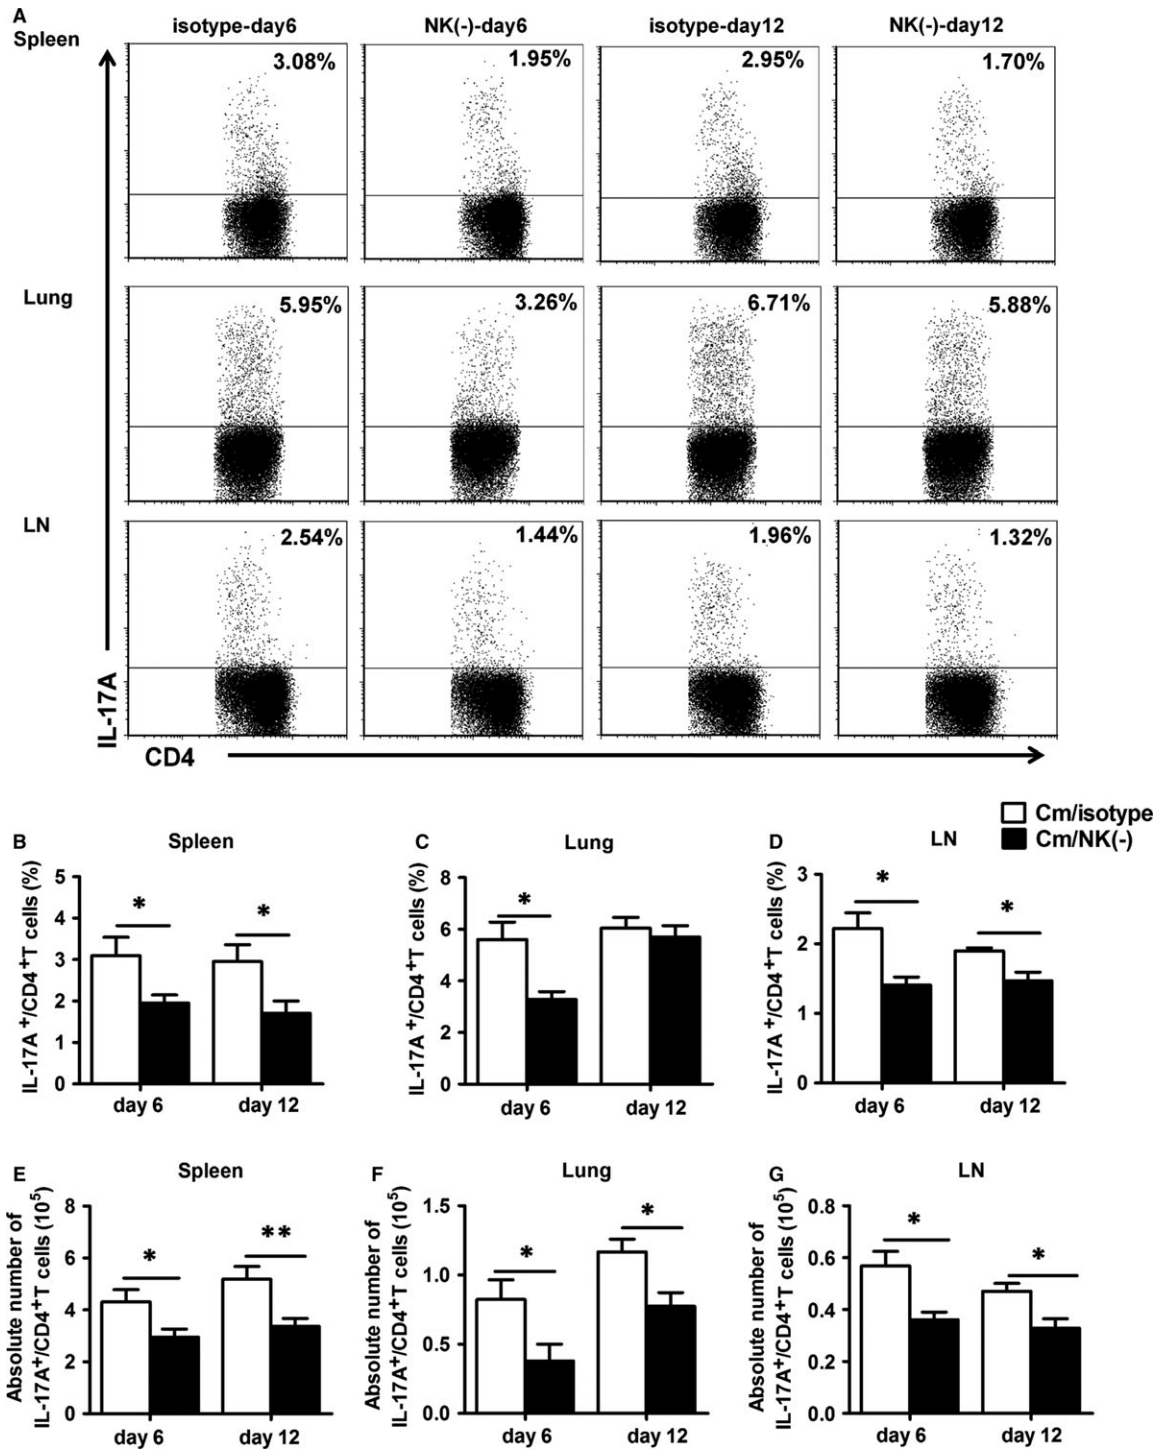 A
Spleen
isotype-day6 NK(-)-day6 isotype-day12 NK(-)-day12
3.08% 1.95% 2.95% 1.70%
Lung
5.95% 3.26% 6.71% 5.88%
LN
2.54% 1.44% 1.96% 1.32%
IL-17A
CD4
Cm/isotype
Cm/NK(-)
B Spleen
IL-17A⁺/CD4⁺T cells (%)
5
4
3
2
1
0
* *
day 6 day 12
C Lung
IL-17A⁺/CD4⁺T cells (%)
8
6
4
2
0
*
day 6 day 12
D LN
IL-17A⁺/CD4⁺T cells (%)
3
2
1
0
* *
day 6 day 12
E Spleen
Absolute number of
IL-17A⁺/CD4⁺T cells (10⁵)
8
6
4
2
0
* **
day 6 day 12
F Lung
Absolute number of
IL-17A⁺/CD4⁺T cells (10⁵)
1.5
1.0
0.5
0.0
* *
day 6 day 12
G LN
Absolute number of
IL-17A⁺/CD4⁺T cells (10⁵)
0.8
0.6
0.4
0.2
0.0
* *
day 6 day 12